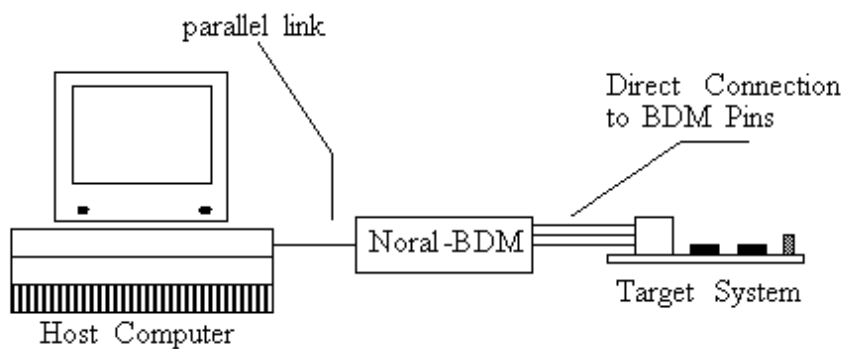 parallel link
Direct Connection
to BDM Pins
Noral-BDM
Target System
Host Computer